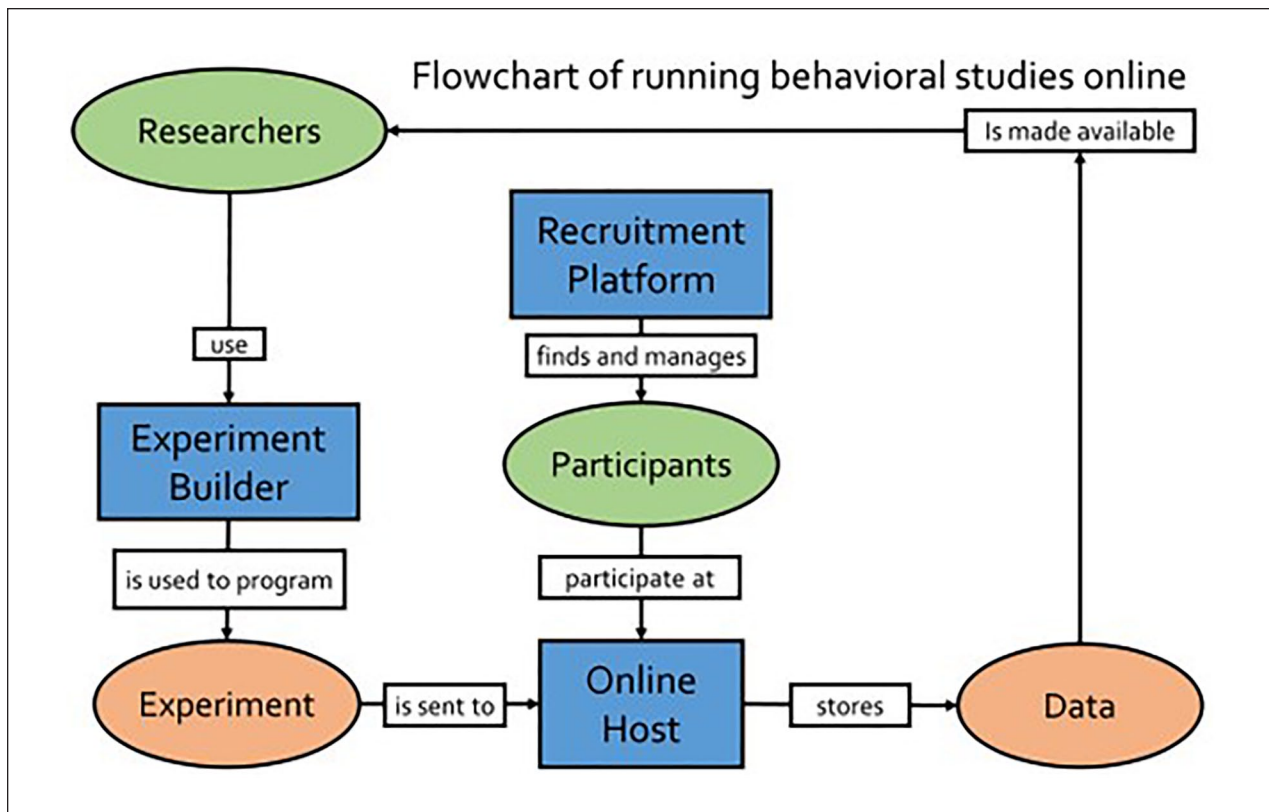 Flowchart of running behavioral studies online
Researchers
Is made available
Recruitment
Platform
use
finds and manages
Experiment
Builder
Participants
is used to program
participate at
Experiment
is sent to
Online
Host
stores
Data